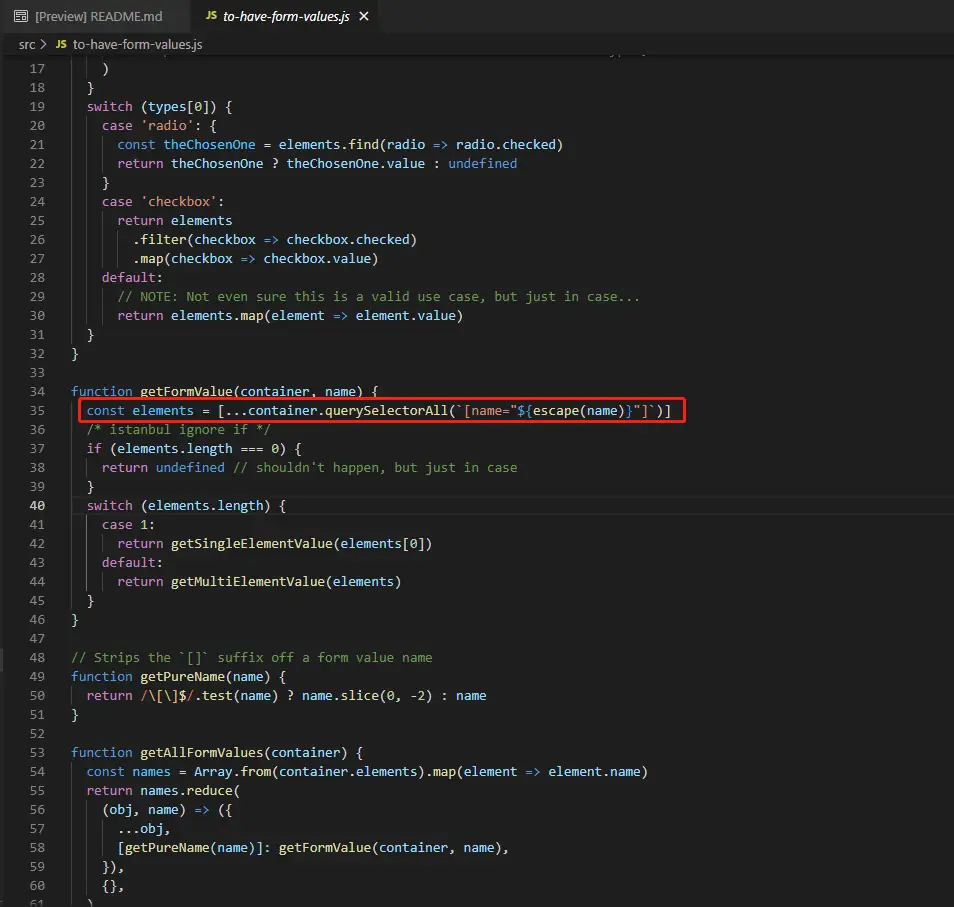 [Preview] README.md
JS to-have-form-values.js ×
src > JS to-have-form-values.js
17 )
18 }
19 switch (types[0]) {
20 case 'radio': {
21 const theChosenOne = elements.find(radio => radio.checked)
22 return theChosenOne ? theChosenOne.value : undefined
23 }
24 case 'checkbox':
25 return elements
26 .filter(checkbox => checkbox.checked)
27 .map(checkbox => checkbox.value)
28 default:
29 // NOTE: Not even sure this is a valid use case, but just in case...
30 return elements.map(element => element.value)
31 }
32 }
33
34 function getFormValue(container, name) {
35 const elements = [...container.querySelectorAll(`[name="${escape(name)}"]`)]
36 /* istanbul ignore if */
37 if (elements.length === 0) {
38 return undefined // shouldn't happen, but just in case
39 }
40 switch (elements.length) {
41 case 1:
42 return getSingleElementValue(elements[0])
43 default:
44 return getMultiElementValue(elements)
45 }
46 }
47
48 // Strips the `[]` suffix off a form value name
49 function getPureName(name) {
50 return /\[\]$/.test(name) ? name.slice(0, -2) : name
51 }
52
53 function getAllFormValues(container) {
54 const names = Array.from(container.elements).map(element => element.name)
55 return names.reduce(
56 (obj, name) => ({
57 ...obj,
58 [getPureName(name)]: getFormValue(container, name),
59 }),
60 {},
61 )